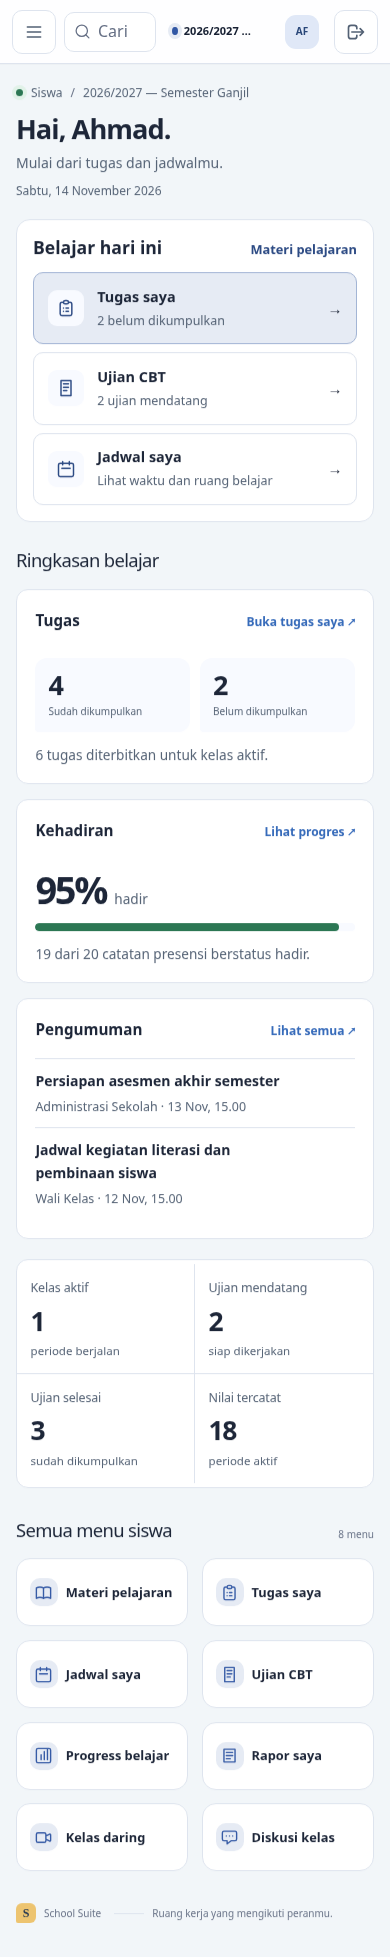 Cari
2026/2027 ...
AF
Siswa / 2026/2027 — Semester Ganjil
Hai, Ahmad.
Mulai dari tugas dan jadwalmu.
Sabtu, 14 November 2026
Belajar hari ini
Materi pelajaran
Tugas saya
2 belum dikumpulkan
→
Ujian CBT
2 ujian mendatang
→
Jadwal saya
Lihat waktu dan ruang belajar
→
Ringkasan belajar
Tugas
Buka tugas saya ↗
4
Sudah dikumpulkan
2
Belum dikumpulkan
6 tugas diterbitkan untuk kelas aktif.
Kehadiran
Lihat progres ↗
95% hadir
19 dari 20 catatan presensi berstatus hadir.
Pengumuman
Lihat semua ↗
Persiapan asesmen akhir semester
Administrasi Sekolah · 13 Nov, 15.00
Jadwal kegiatan literasi dan
pembinaan siswa
Wali Kelas · 12 Nov, 15.00
Kelas aktif
1
periode berjalan
Ujian mendatang
2
siap dikerjakan
Ujian selesai
3
sudah dikumpulkan
Nilai tercatat
18
periode aktif
Semua menu siswa
8 menu
Materi pelajaran
Tugas saya
Jadwal saya
Ujian CBT
Progress belajar
Rapor saya
Kelas daring
Diskusi kelas
S
School Suite
Ruang kerja yang mengikuti peranmu.